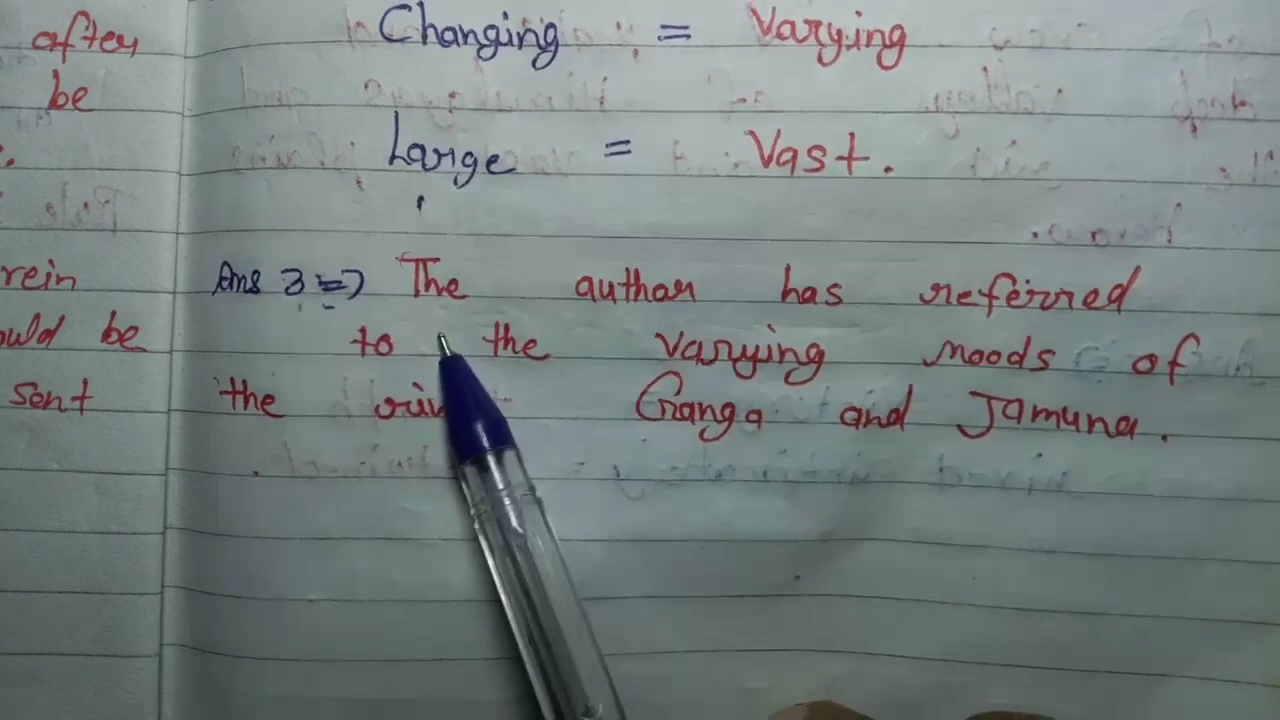 after
be
rein
ould be
sent
Changing = Varying
Large = Vast.
Ans 3 => The author has referred
to the varying moods of
the Ganga and Jamuna.